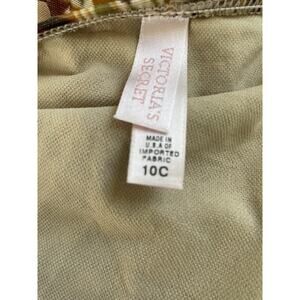 VICTORIA'S
SECRET
MADE IN
U.S.A OF
IMPORTED
FABRIC
10C